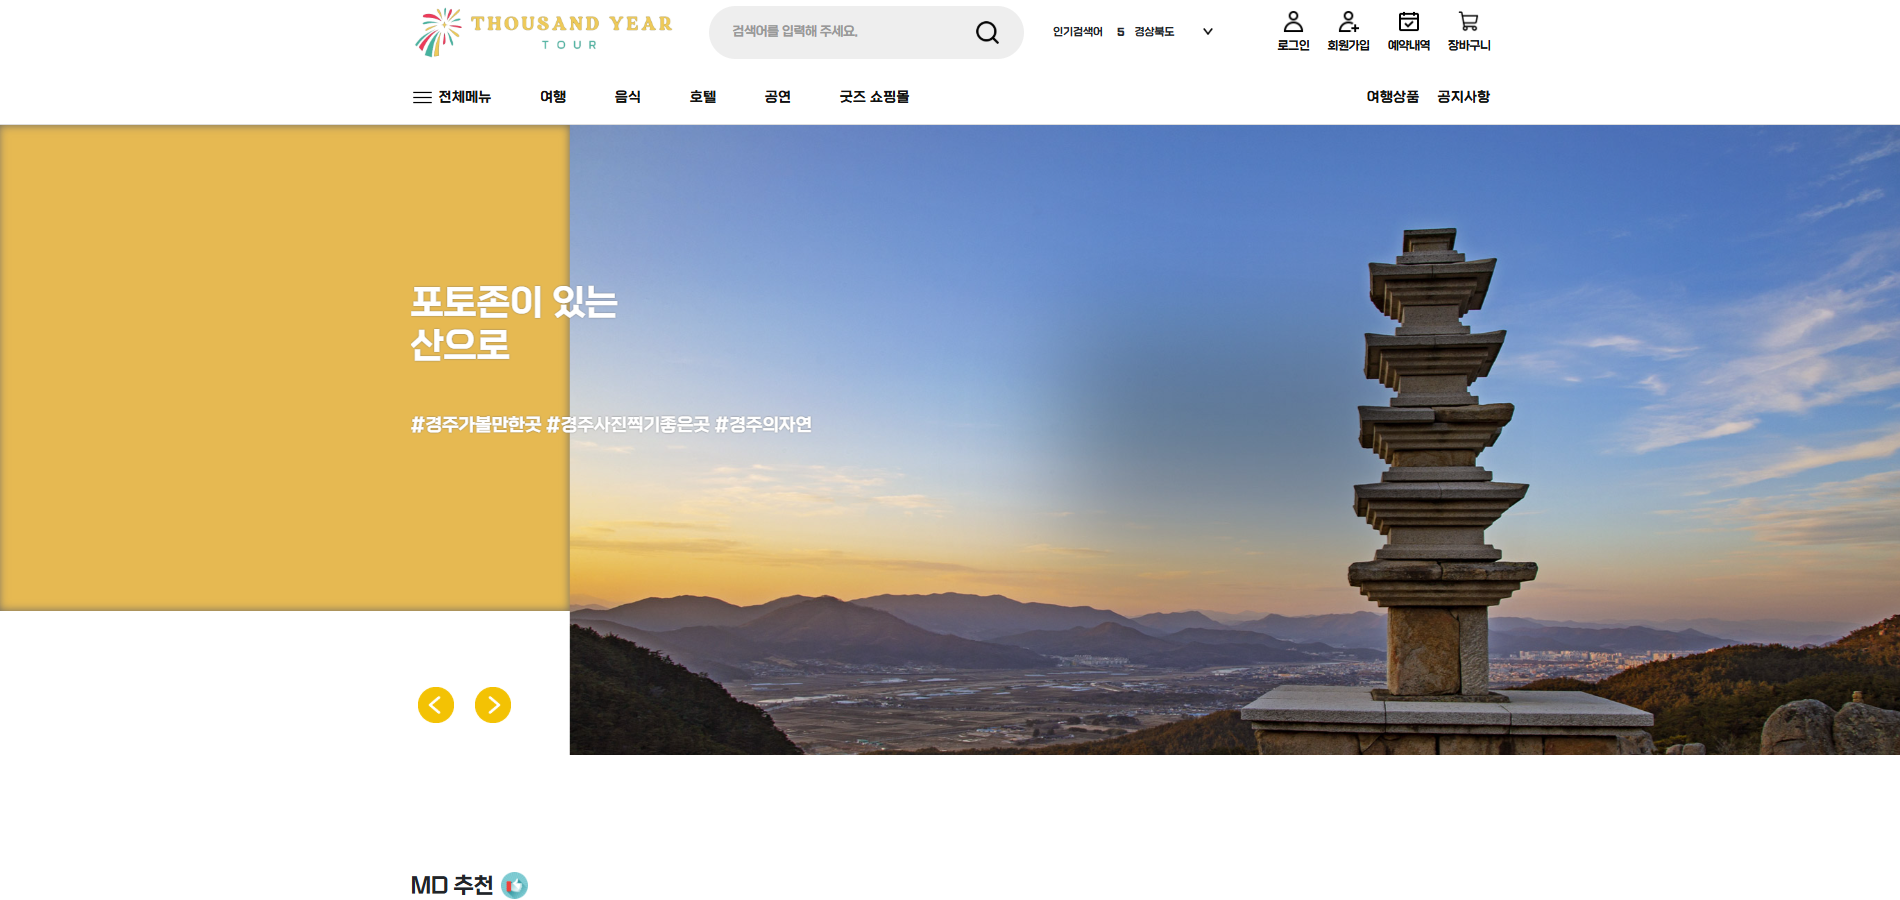 THOUSAND YEAR
TOUR
검색어를 입력해 주세요.
인기검색어 5 경상북도
로그인 회원가입 예약내역 장바구니
전체메뉴 여행 음식 호텔 공연 굿즈 쇼핑몰 여행상품 공지사항
포토존이 있는
산으로
#경주가볼만한곳 #경주사진찍기좋은곳 #경주의자연
MD 추천